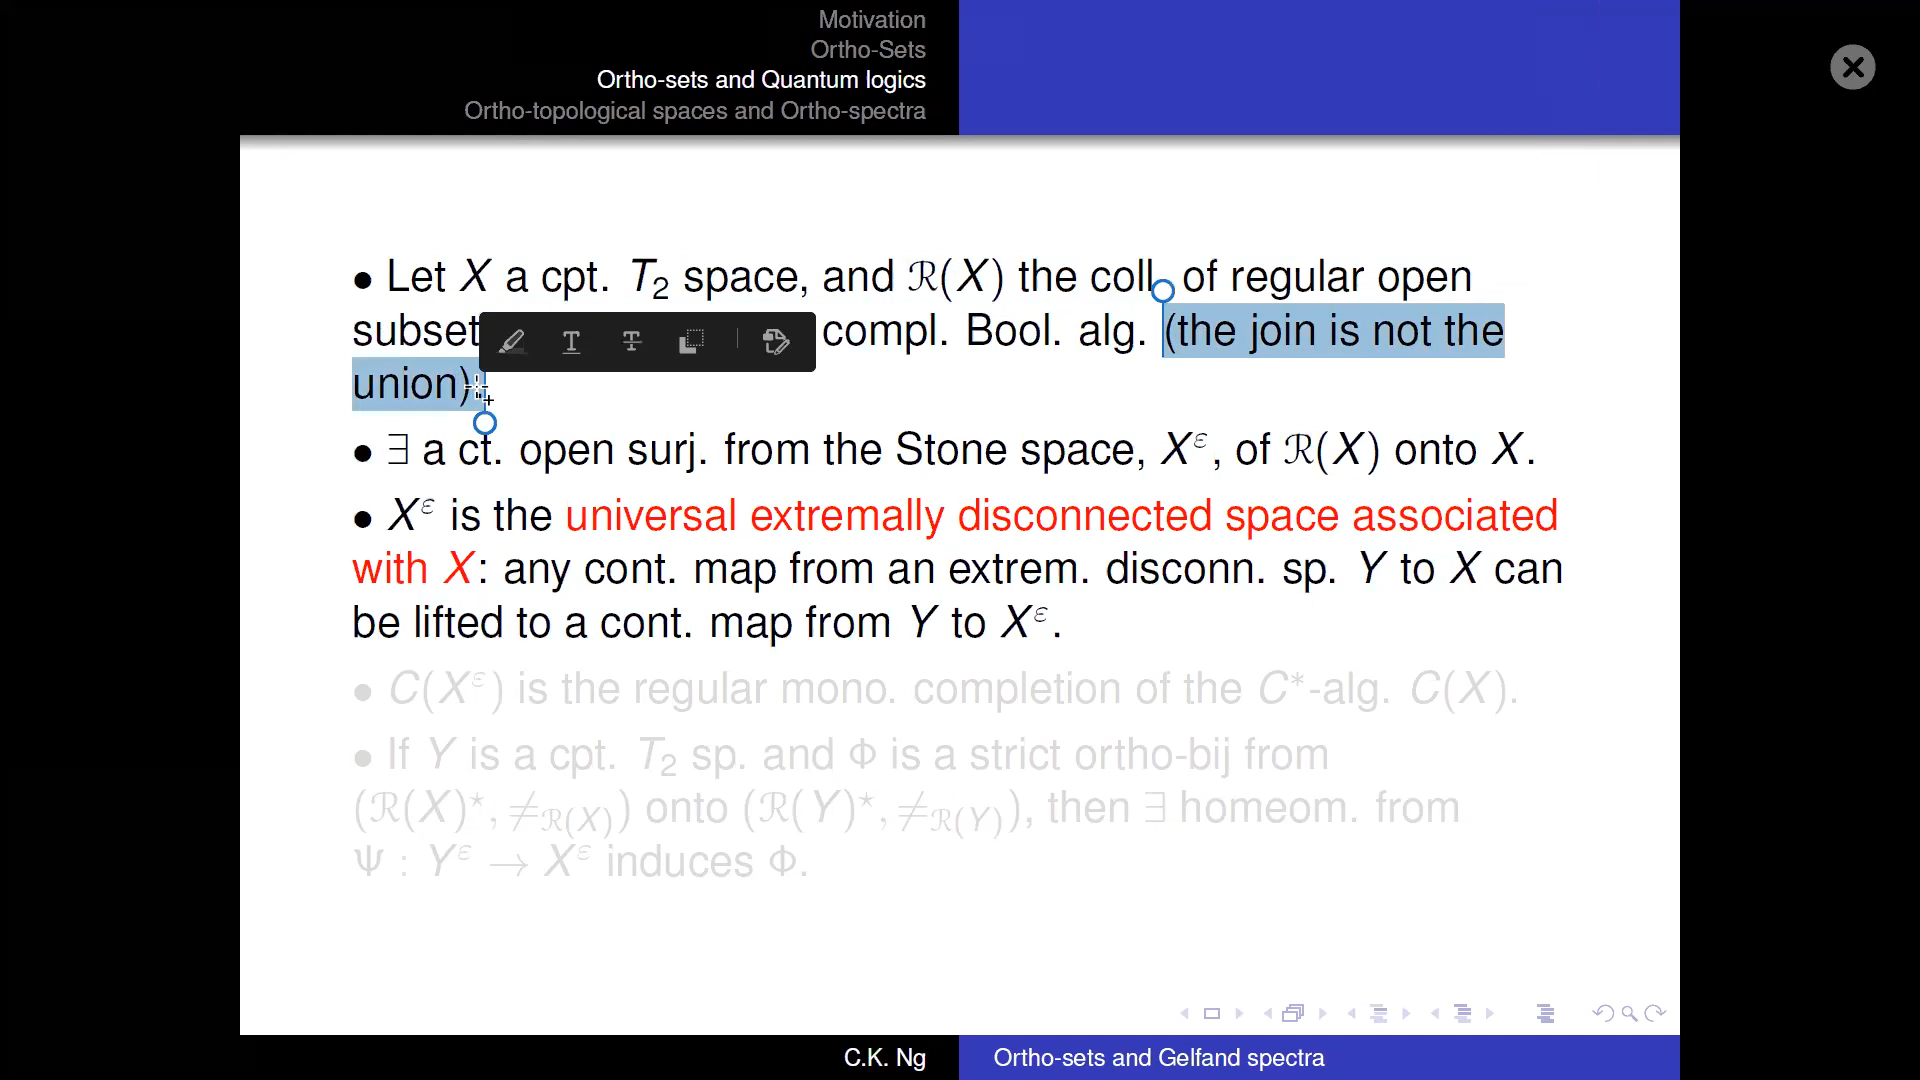 Motivation
Ortho-Sets
Ortho-sets and Quantum logics
Ortho-topological spaces and Ortho-spectra
• Let X a cpt. T₂ space, and ℛ(X) the coll. of regular open
subset compl. Bool. alg. (the join is not the
union).
• ∃ a ct. open surj. from the Stone space, X^ε, of ℛ(X) onto X.
• X^ε is the universal extremally disconnected space associated
with X: any cont. map from an extrem. disconn. sp. Y to X can
be lifted to a cont. map from Y to X^ε.
• C(X^ε) is the regular mono. completion of the C*-alg. C(X).
• If Y is a cpt. T₂ sp. and Φ is a strict ortho-bij from
(ℛ(X)*, ≠_ℛ(X)) onto (ℛ(Y)*, ≠_ℛ(Y)), then ∃ homeom. from
Ψ : Y^ε → X^ε induces Φ.
C.K. Ng
Ortho-sets and Gelfand spectra